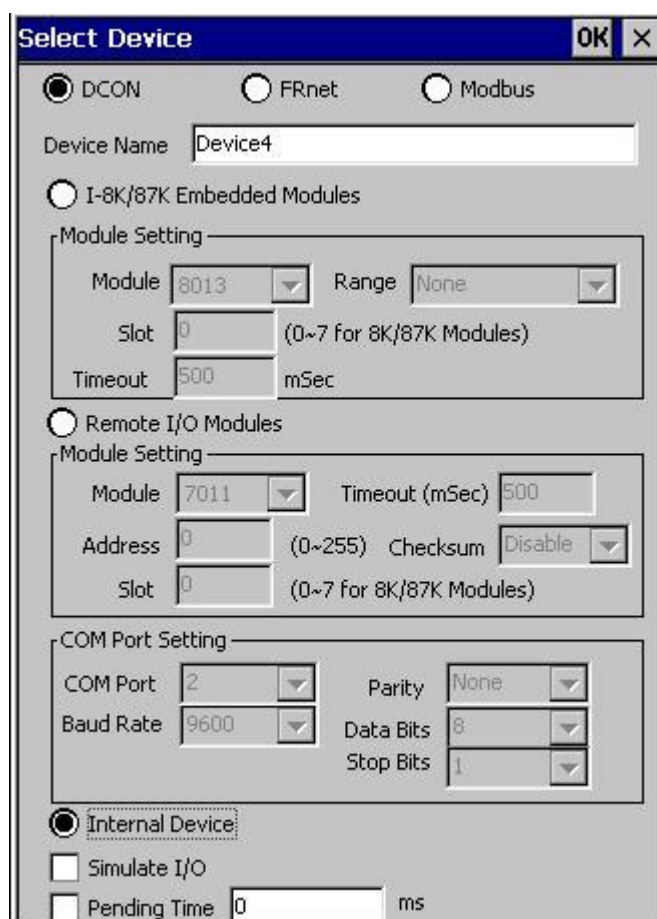 Select Device OK ×
DCON FRnet Modbus
Device Name Device4
I-8K/87K Embedded Modules
Module Setting
Module 8013 Range None
Slot 0 (0~7 for 8K/87K Modules)
Timeout 500 mSec
Remote I/O Modules
Module Setting
Module 7011 Timeout (mSec) 500
Address 0 (0~255) Checksum Disable
Slot 0 (0~7 for 8K/87K Modules)
COM Port Setting
COM Port 2 Parity None
Baud Rate 9600 Data Bits 8
Stop Bits 1
Internal Device
Simulate I/O
Pending Time 0 ms